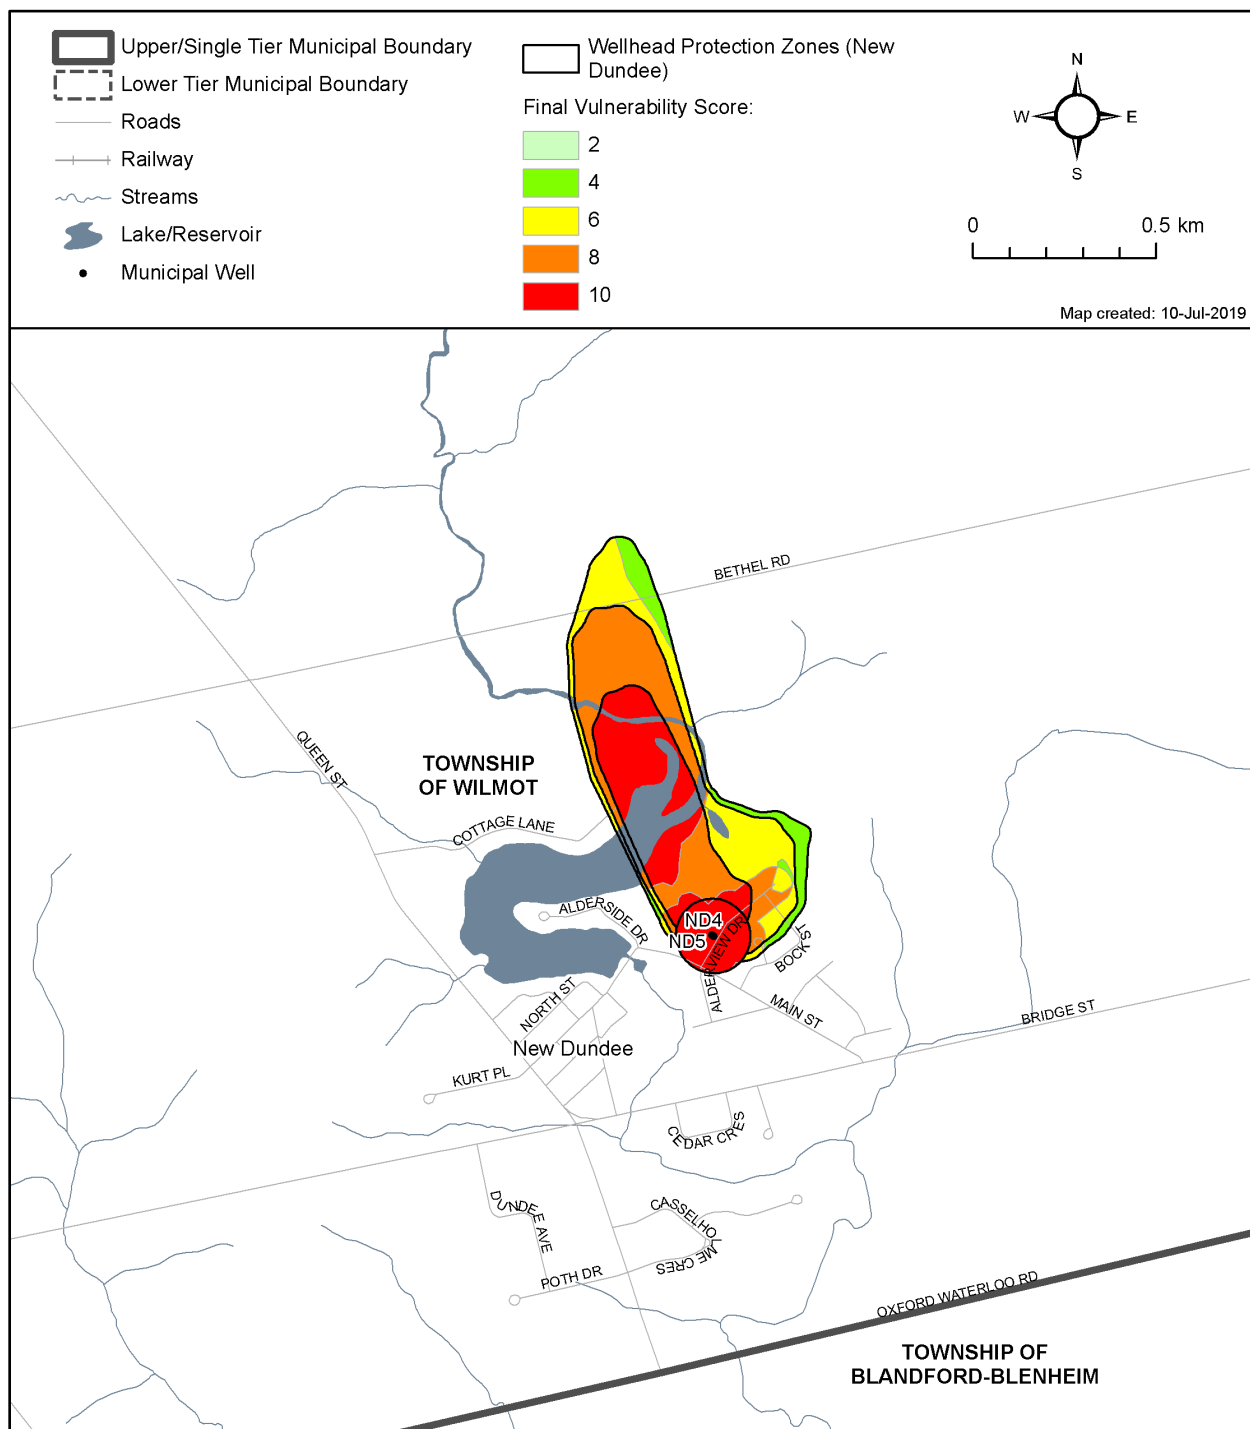 Upper/Single Tier Municipal Boundary
Lower Tier Municipal Boundary
Roads
Railway
Streams
Lake/Reservoir
Municipal Well
Wellhead Protection Zones (New
Dundee)
Final Vulnerability Score:
2
4
6
8
10
N
W
E
S
0
0.5 km
Map created: 10-Jul-2019
BETHEL RD
QUEEN ST
TOWNSHIP
OF WILMOT
COTTAGE LANE
ALDERSIDE DR
ND4
ND5
ALDERVIEW DR
BOCK ST
NORTH ST
MAIN ST
BRIDGE ST
New Dundee
KURT PL
CEDAR CRES
DUNDEE AVE
CASSELHOLME CRES
POTH DR
OXFORD WATERLOO RD
TOWNSHIP OF
BLANDFORD-BLENHEIM